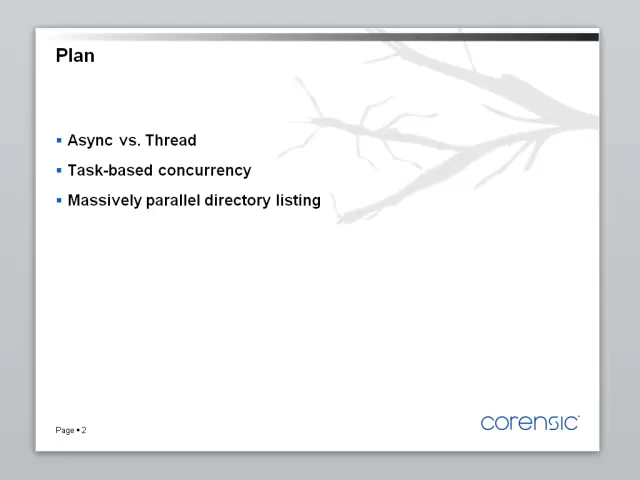 Plan
▪ Async vs. Thread
▪ Task-based concurrency
▪ Massively parallel directory listing
Page ▪ 2
corensic